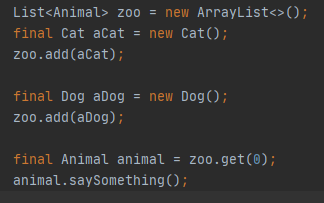 List<Animal> zoo = new ArrayList<>();
final Cat aCat = new Cat();
zoo.add(aCat);
final Dog aDog = new Dog();
zoo.add(aDog);
final Animal animal = zoo.get(0);
animal.saySomething();